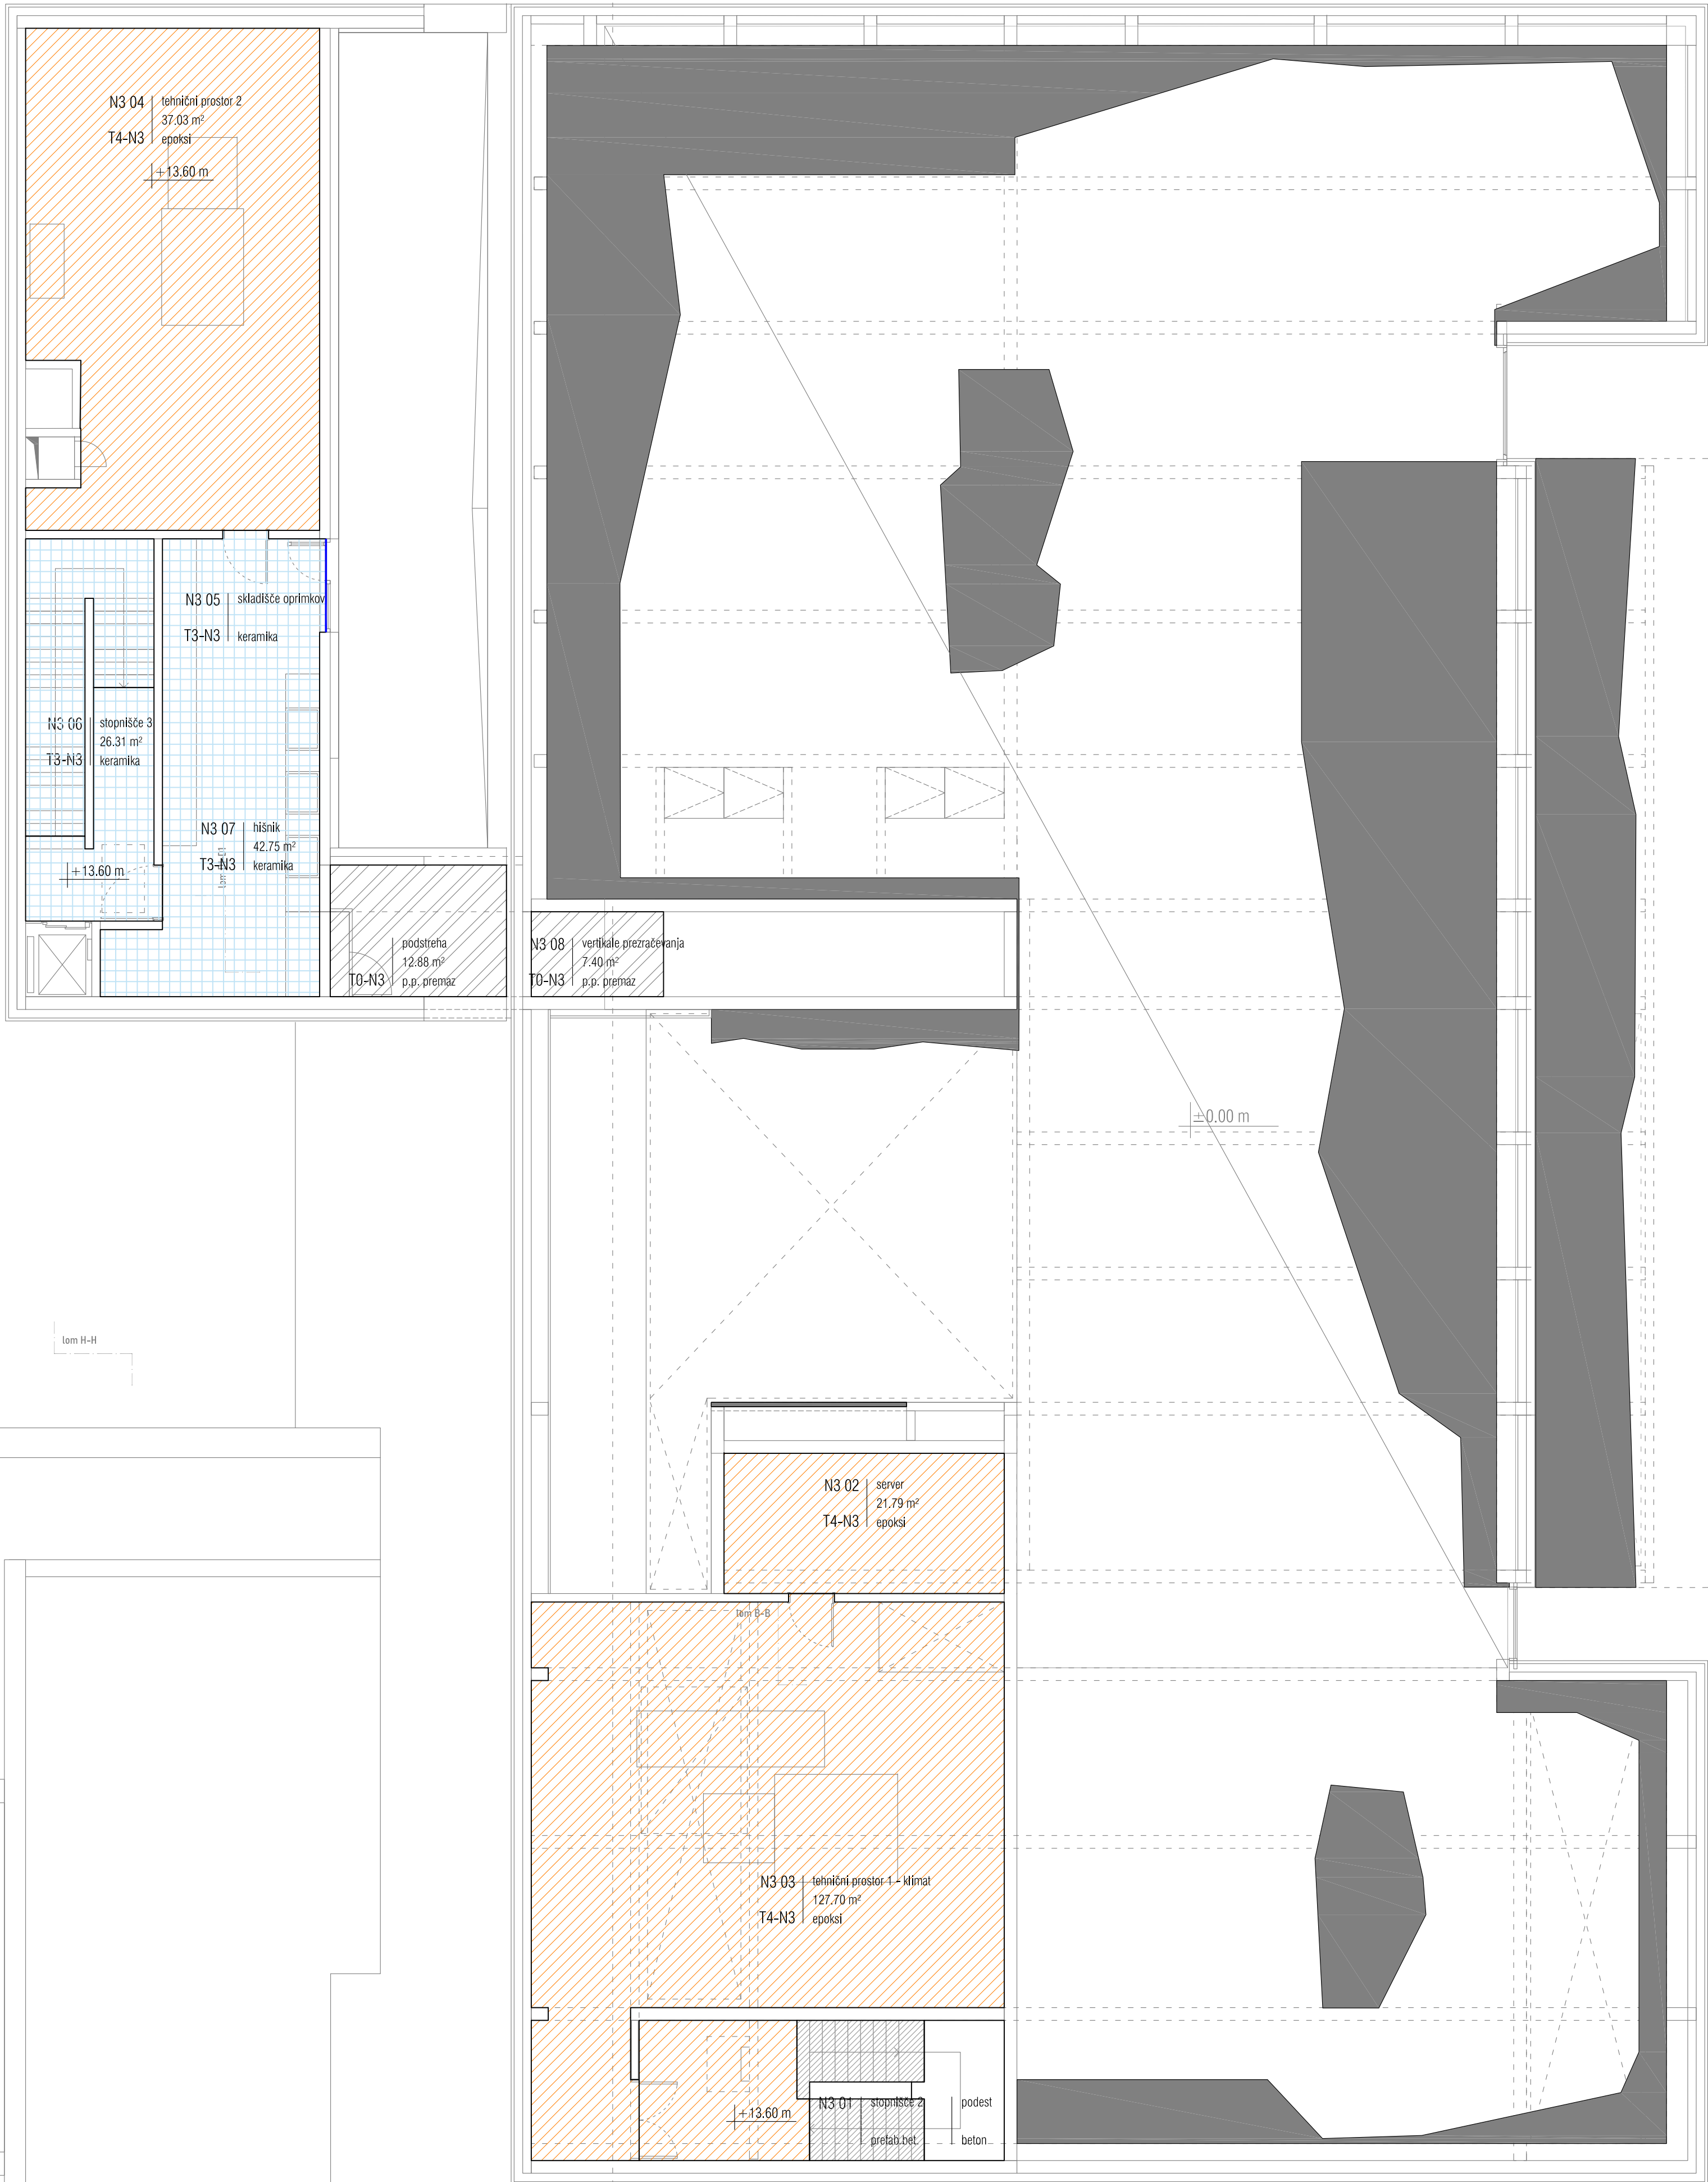 N3 04 tehnični prostor 2
37.03 m²
T4-N3 epoksi
+13.60 m
N3 05 skladišče oprimkov
T3-N3 keramika
N3 06 stopnišče 3
26.31 m²
T3-N3 keramika
N3 07 hišnik
42.75 m²
T3-N3 keramika
+13.60 m
podstreha
12.88 m²
T0-N3 p.p. premaz
N3 08 vertikale prezračevanja
7.40 m²
T0-N3 p.p. premaz
±0.00 m
lom H-H
N3 02 server
21.79 m²
T4-N3 epoksi
lom B-B
N3 03 tehnični prostor 1 - klimat
127.70 m²
T4-N3 epoksi
N3 01 stopnišče 2 podest
+13.60 m
prefab.bet. beton